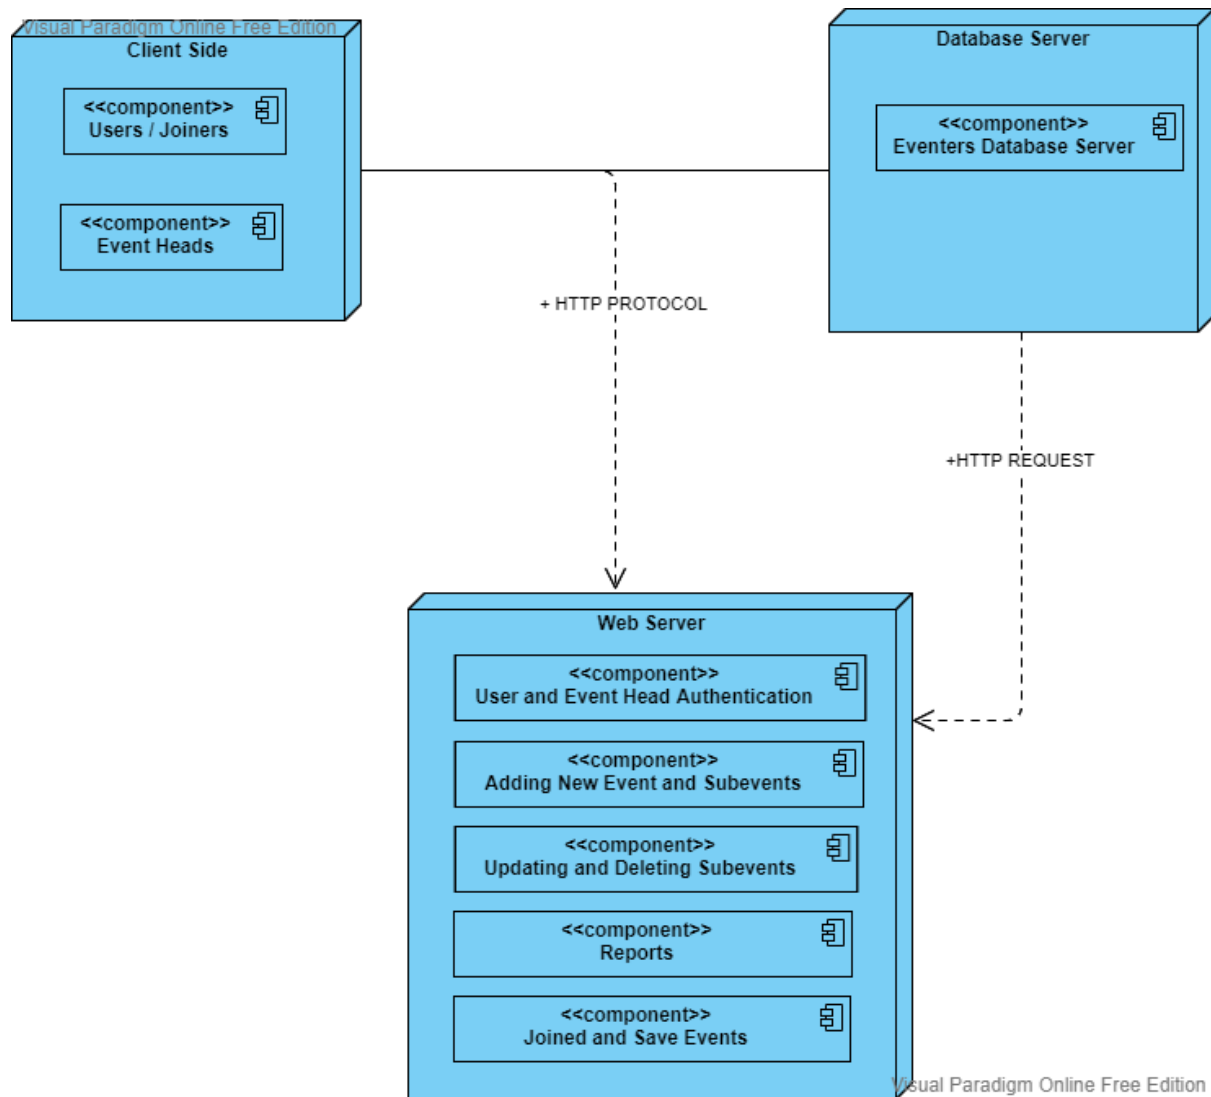 Visual Paradigm Online Free Edition
Client Side
<<component>>
Users / Joiners
<<component>>
Event Heads
Database Server
<<component>>
Eventers Database Server
+ HTTP PROTOCOL
+HTTP REQUEST
Web Server
<<component>>
User and Event Head Authentication
<<component>>
Adding New Event and Subevents
<<component>>
Updating and Deleting Subevents
<<component>>
Reports
<<component>>
Joined and Save Events
Visual Paradigm Online Free Edition